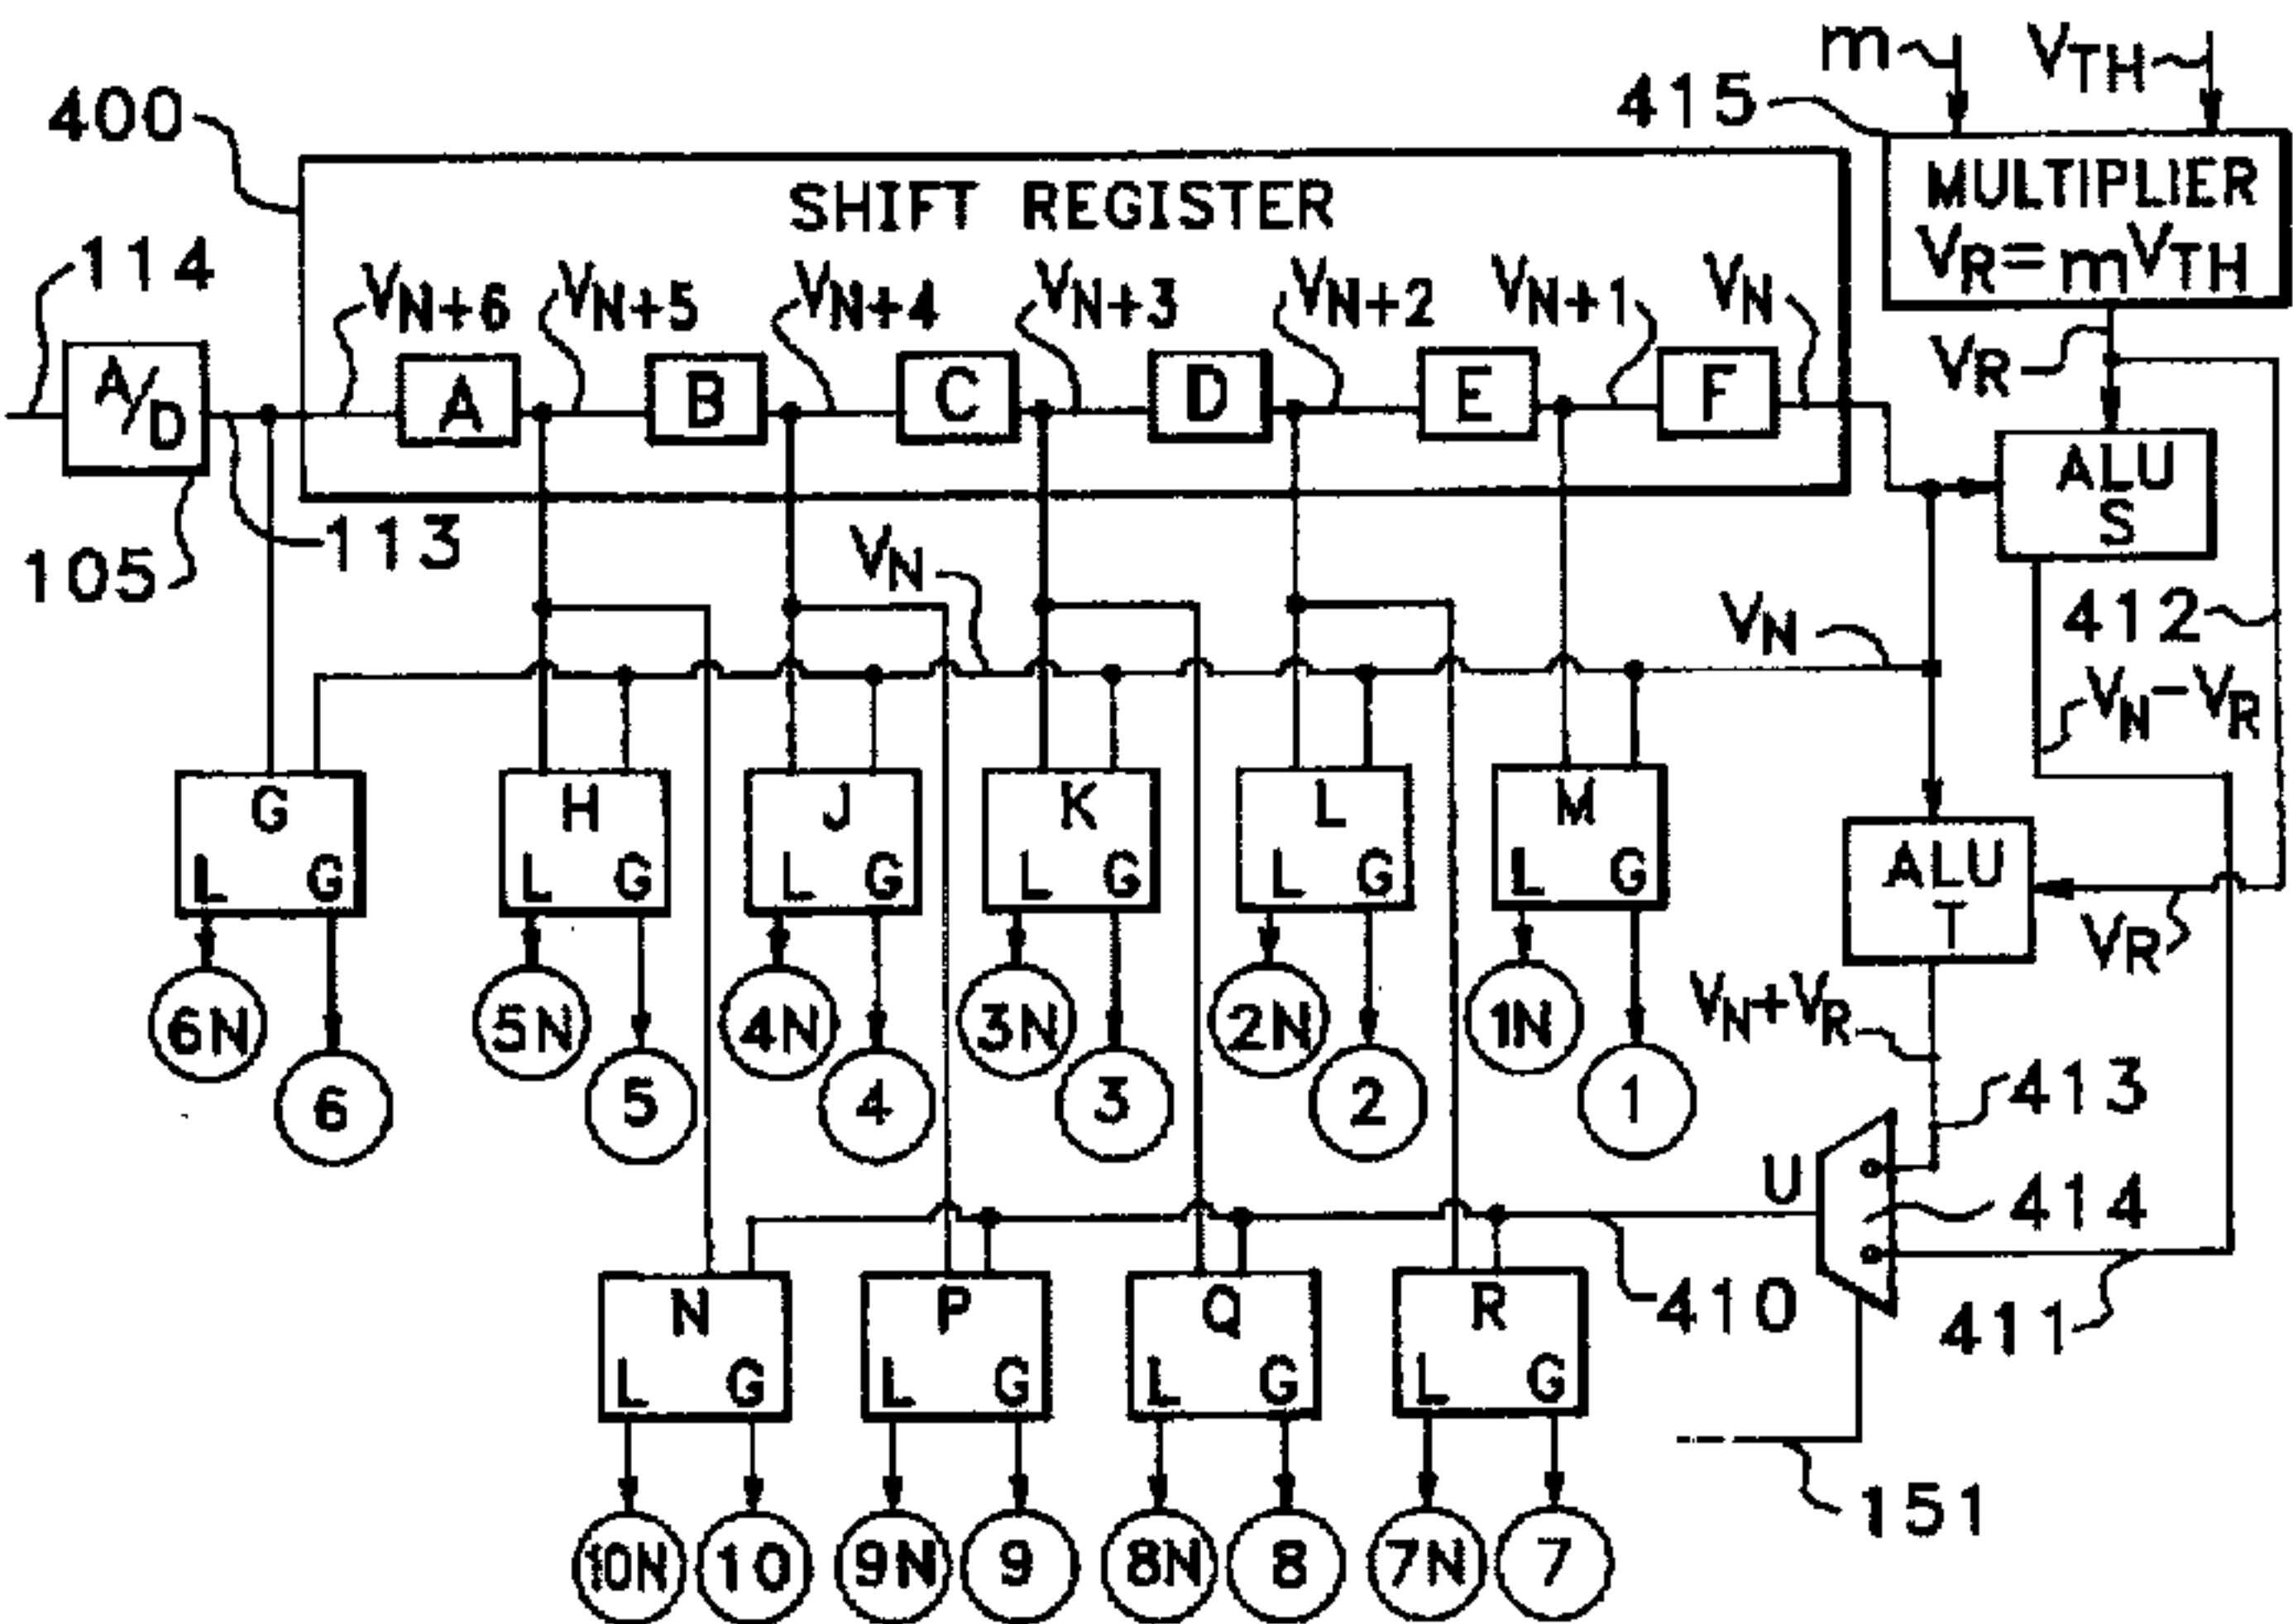 m VTH
400 415
SHIFT REGISTER MULTIPLIER
VR=mVTH
114 VN+6 VN+5 VN+4 VN+3 VN+2 VN+1 VN
VR
A/D A B C D E F
ALU
S
113
105 VN
412
VN
VN-VR
G H J K L M
L G L G L G L G L G L G
ALU
T
VR
6N 5N 4N 3N 2N 1N
VN+VR
6 5 4 3 2 1
413
U 414
410 411
N P Q R
L G L G L G L G
151
10N 10 9N 9 8N 8 7N 7